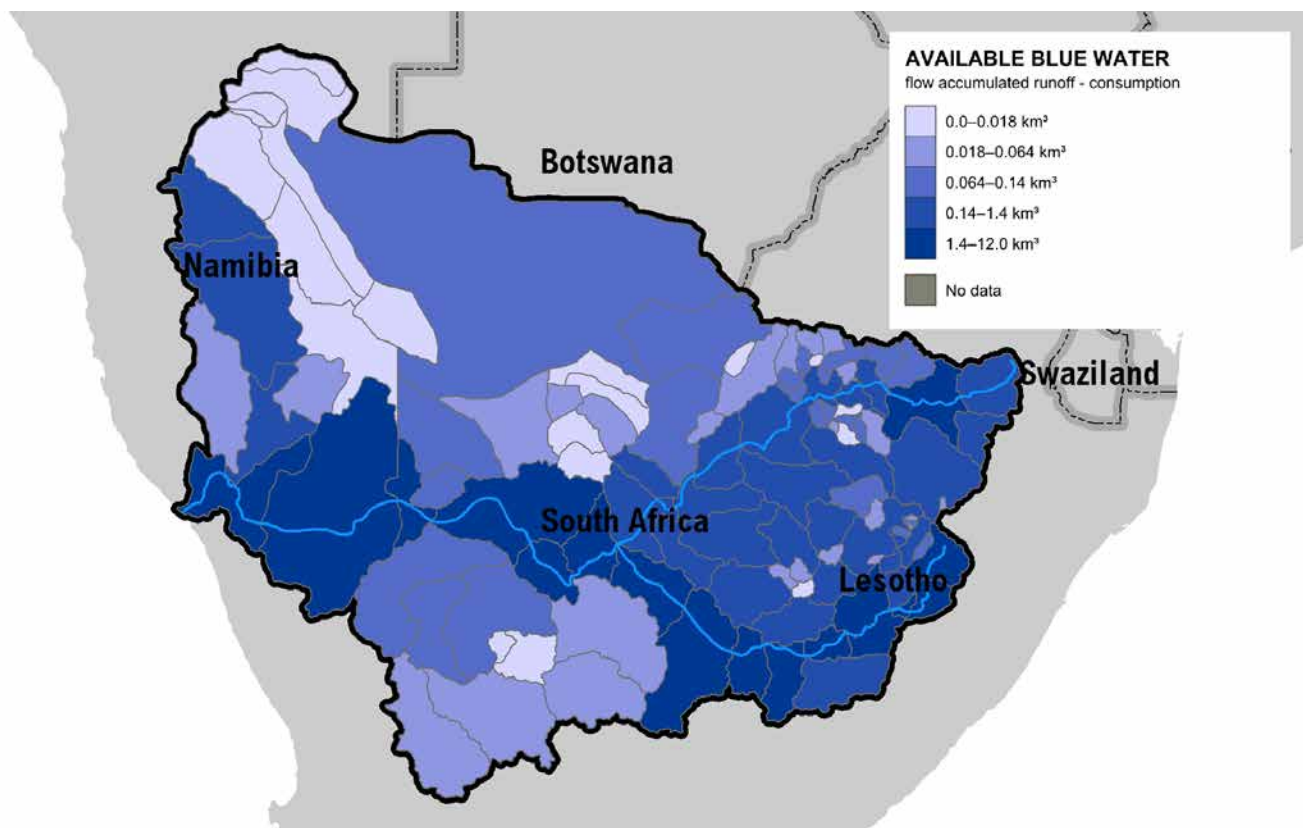 AVAILABLE BLUE WATER
flow accumulated runoff - consumption
0.0–0.018 km³
0.018–0.064 km³
0.064–0.14 km³
0.14–1.4 km³
1.4–12.0 km³
No data
Botswana
Namibia
Swaziland
South Africa
Lesotho